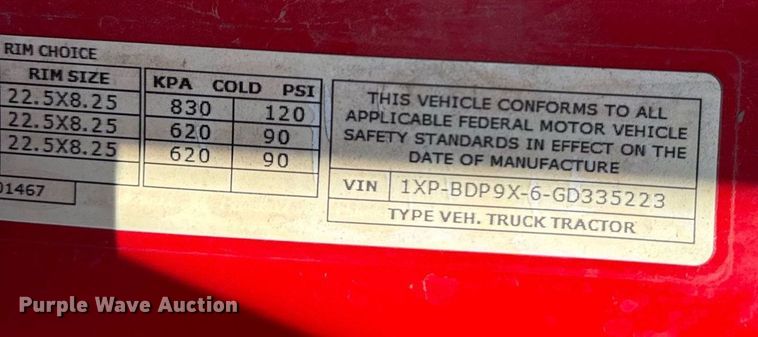 RIM CHOICE
RIM SIZE KPA COLD PSI
22.5X8.25 830 120
22.5X8.25 620 90
22.5X8.25 620 90
01467
THIS VEHICLE CONFORMS TO ALL
APPLICABLE FEDERAL MOTOR VEHICLE
SAFETY STANDARDS IN EFFECT ON THE
DATE OF MANUFACTURE
VIN 1XP-BDP9X-6-GD335223
TYPE VEH. TRUCK TRACTOR
Purple Wave Auction